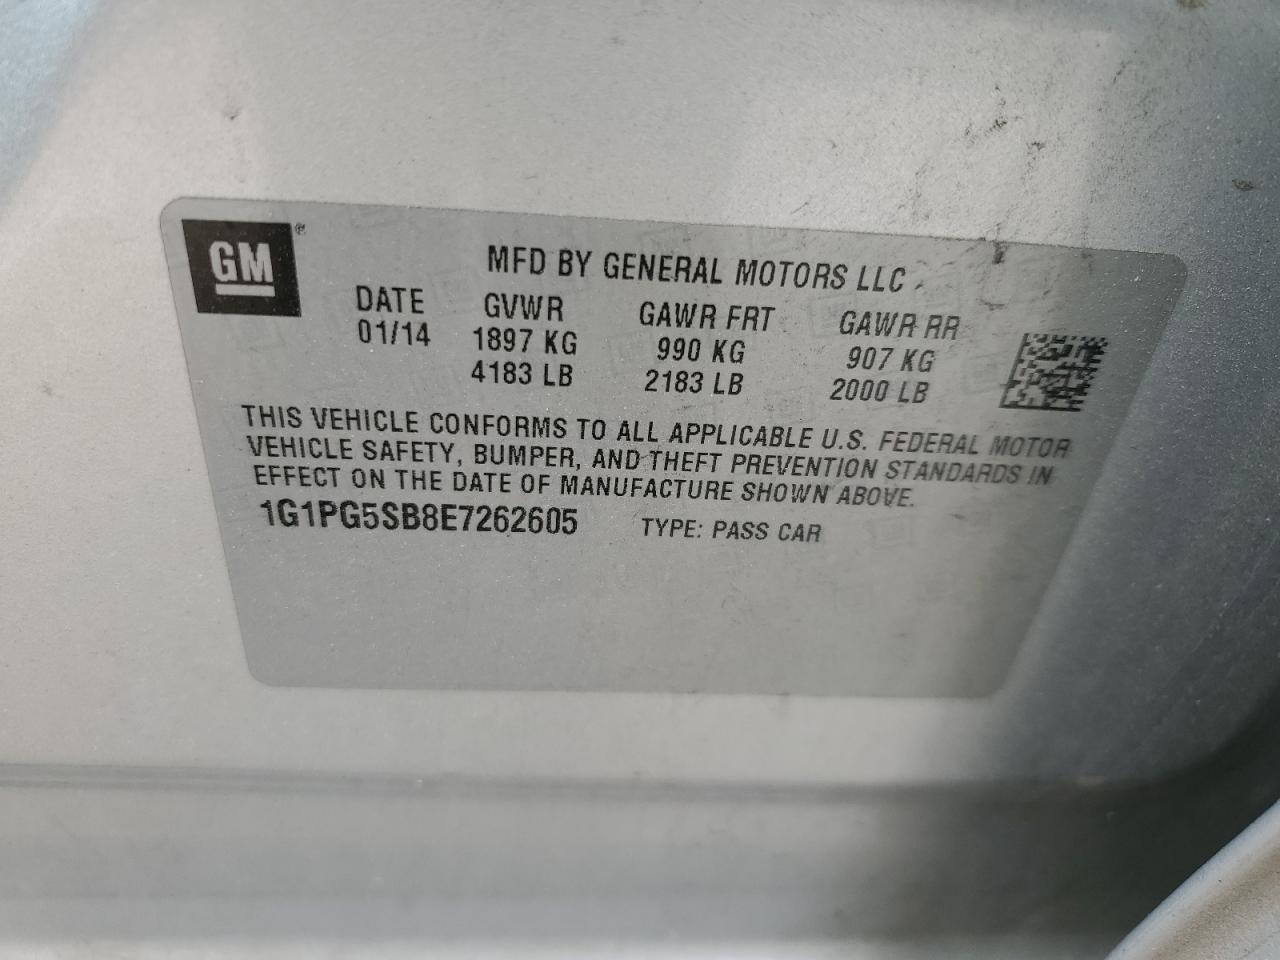 GM®
MFD BY GENERAL MOTORS LLC
DATE GVWR GAWR FRT GAWR RR
01/14 1897 KG 990 KG 907 KG
4183 LB 2183 LB 2000 LB
THIS VEHICLE CONFORMS TO ALL APPLICABLE U.S. FEDERAL MOTOR
VEHICLE SAFETY, BUMPER, AND THEFT PREVENTION STANDARDS IN
EFFECT ON THE DATE OF MANUFACTURE SHOWN ABOVE.
1G1PG5SB8E7262605 TYPE: PASS CAR